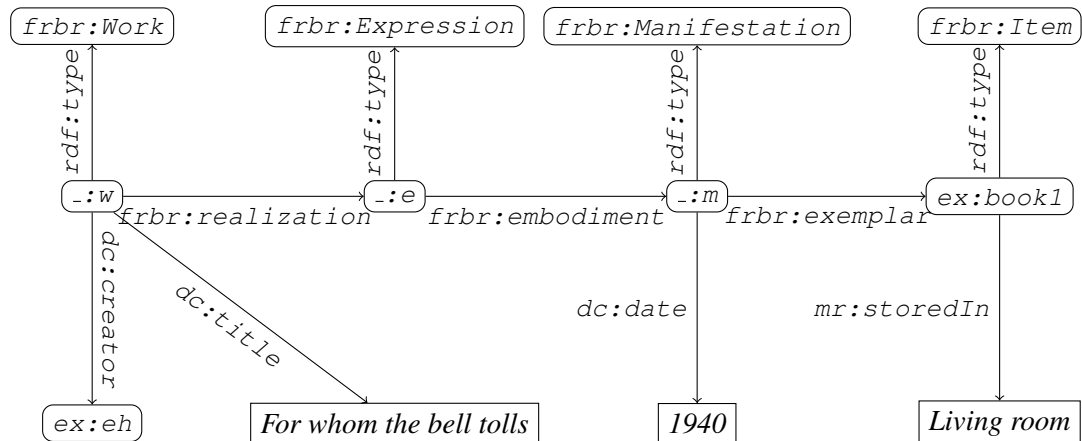 frbr:Work
frbr:Expression
frbr:Manifestation
frbr:Item
rdf:type
rdf:type
rdf:type
rdf:type
_:w
_:e
_:m
ex:book1
frbr:realization
frbr:embodiment
frbr:exemplar
dc:creator
dc:title
dc:date
mr:storedIn
ex:eh
For whom the bell tolls
1940
Living room